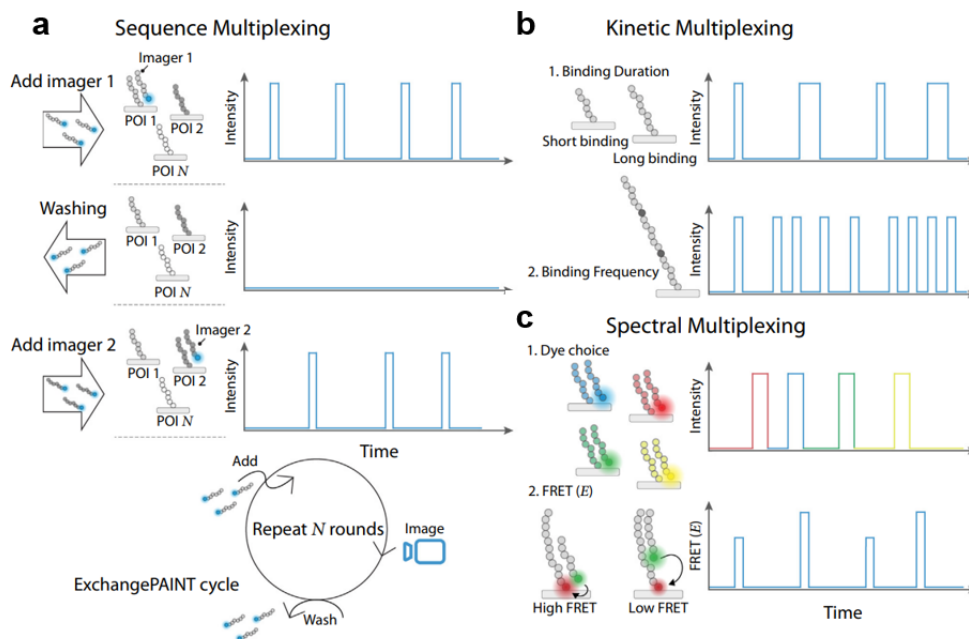 a Sequence Multiplexing
Add imager 1
Imager 1
POI 1
POI 2
POI N
Intensity
Washing
POI 1
POI 2
POI N
Intensity
Add imager 2
Imager 2
POI 1
POI 2
POI N
Intensity
Time
Add
Repeat N rounds
Image
ExchangePAINT cycle
Wash
b Kinetic Multiplexing
1. Binding Duration
Short binding
Long binding
Intensity
2. Binding Frequency
Intensity
c Spectral Multiplexing
1. Dye choice
Intensity
2. FRET (E)
High FRET
Low FRET
FRET (E)
Time